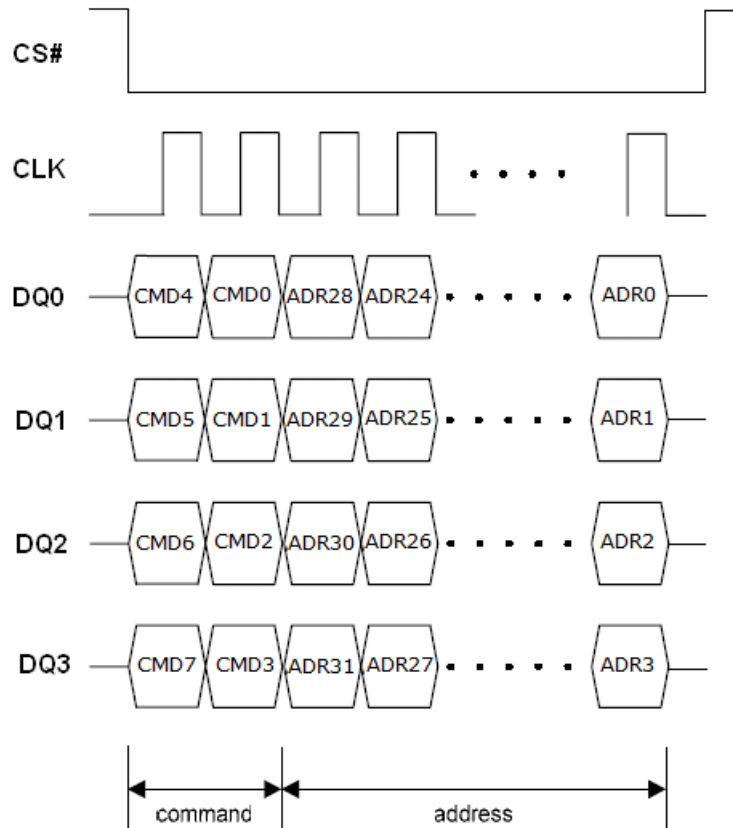 CS#
CLK
DQ0 CMD4 CMD0 ADR28 ADR24 ADR0
DQ1 CMD5 CMD1 ADR29 ADR25 ADR1
DQ2 CMD6 CMD2 ADR30 ADR26 ADR2
DQ3 CMD7 CMD3 ADR31 ADR27 ADR3
command address